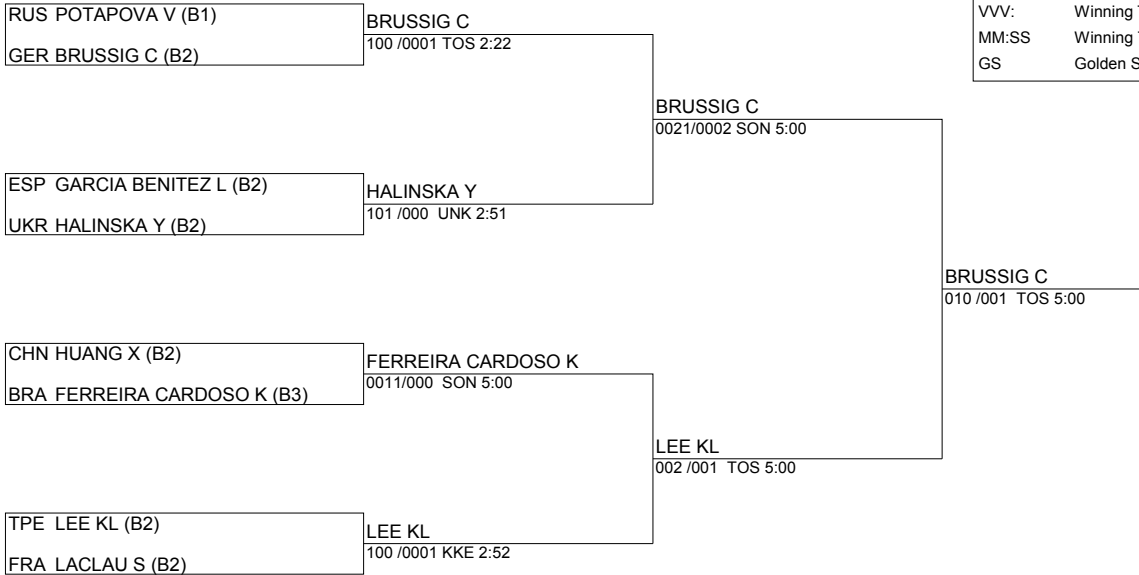 RUS POTAPOVA V (B1)
GER BRUSSIG C (B2)
BRUSSIG C
100 /0001 TOS 2:22
ESP GARCIA BENITEZ L (B2)
UKR HALINSKA Y (B2)
HALINSKA Y
101 /000 UNK 2:51
BRUSSIG C
0021/0002 SON 5:00
CHN HUANG X (B2)
BRA FERREIRA CARDOSO K (B3)
FERREIRA CARDOSO K
0011/000 SON 5:00
TPE LEE KL (B2)
FRA LACLAU S (B2)
LEE KL
100 /0001 KKE 2:52
LEE KL
002 /001 TOS 5:00
BRUSSIG C
010 /001 TOS 5:00
VVV: Winning
MM:SS Winning
GS Golden S